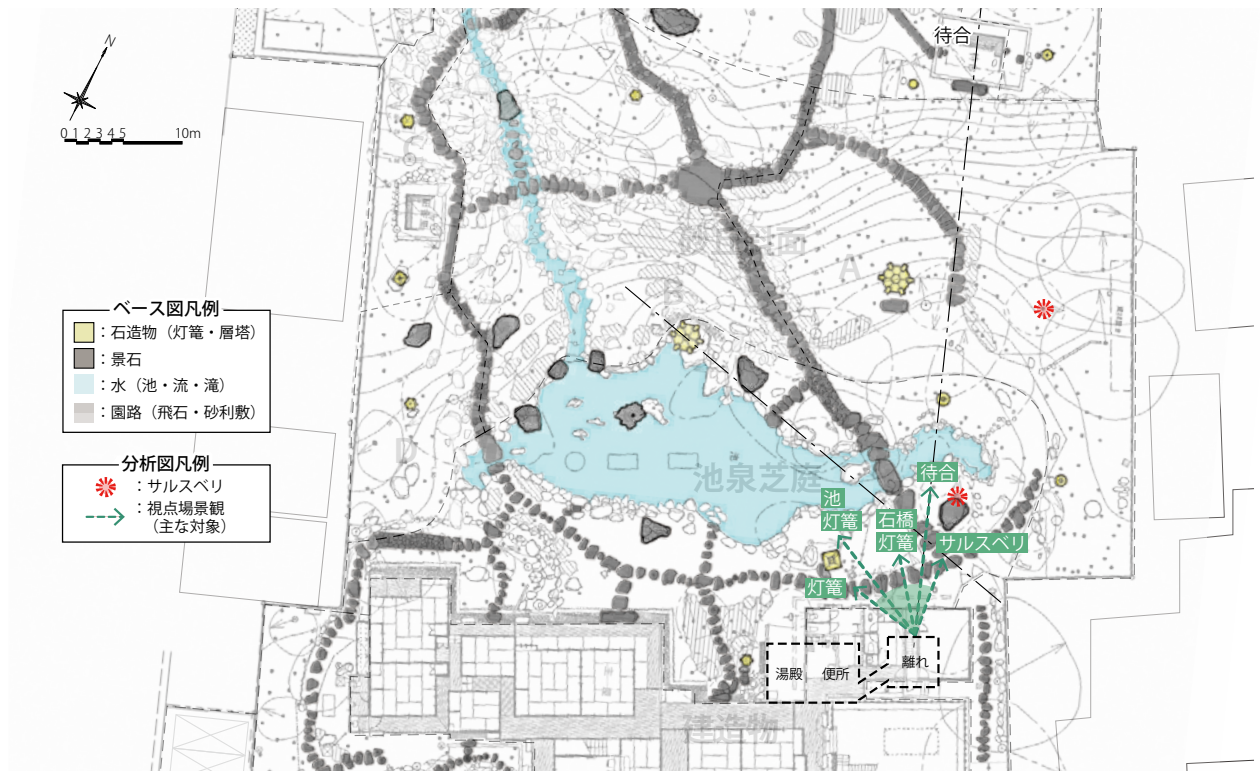 N
0 1 2 3 4 5 10m
待合
A
ベース図凡例
：石造物（灯篭・層塔）
：景石
：水（池・流・滝）
：園路（飛石・砂利敷）
分析図凡例
：サルスベリ
：視点場景観
（主な対象）
D
池泉芝庭
待合
池
灯篭
石橋
灯篭
サルスベリ
灯篭
湯殿
便所
離れ
建造物